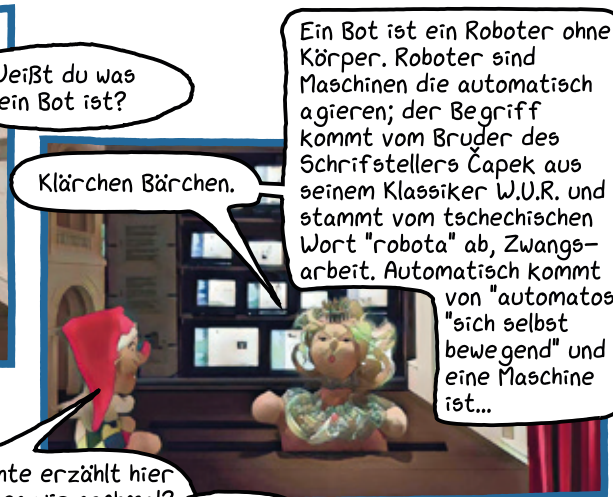 Weißt du was
ein Bot ist?
Klärchen Bärchen.
Ein Bot ist ein Roboter ohne
Körper. Roboter sind
Maschinen die automatisch
agieren; der Begriff
kommt vom Bruder des
Schrifstellers Čapek aus
seinem Klassiker W.U.R. und
stammt vom tschechischen
Wort "robota" ab, Zwangs-
arbeit. Automatisch kommt
von "automatos
"sich selbst
bewegend" und
eine Maschine
ist...
erzählt hier